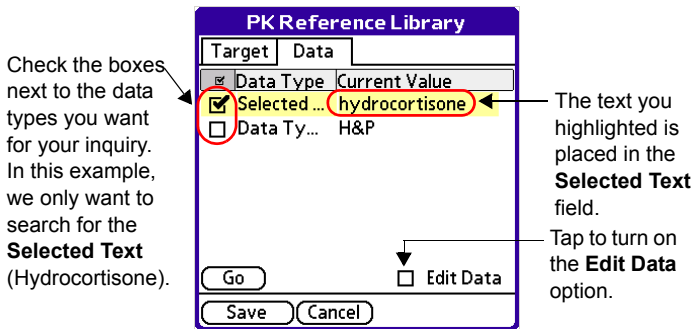 PK Reference Library
Target Data
Data Type Current Value
Selected ... hydrocortisone
Data Ty... H&P
Go Edit Data
Save Cancel
Check the boxes
next to the data
types you want
for your inquiry.
In this example,
we only want to
search for the
Selected Text
(Hydrocortisone).
The text you
highlighted is
placed in the
Selected Text
field.
Tap to turn on
the Edit Data
option.